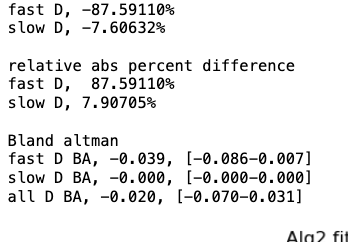 fast D, -87.59110%
slow D, -7.60632%
relative abs percent difference
fast D,  87.59110%
slow D, 7.90705%
Bland altman
fast D BA, -0.039, [-0.086-0.007]
slow D BA, -0.000, [-0.000-0.000]
all D BA, -0.020, [-0.070-0.031]
Alg2 fit